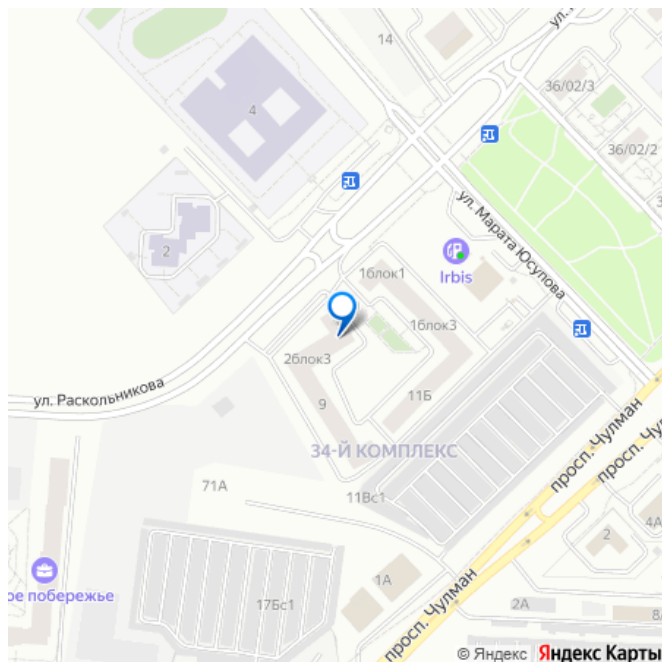 14
ул.
36/02/3
4
36/02/2
3
ул. Марата Юсупова
2
1блок1
Irbis
1блок3
2блок3
ул. Раскольникова
9
11Б
просп. Чулман
просп. Чу
34-Й КОМПЛЕКС
71А
11Вс1
4А
2
ое побережье
1А
17Бс1
2А
8/
просп. Чулман
© Яндекс Яндекс Карты